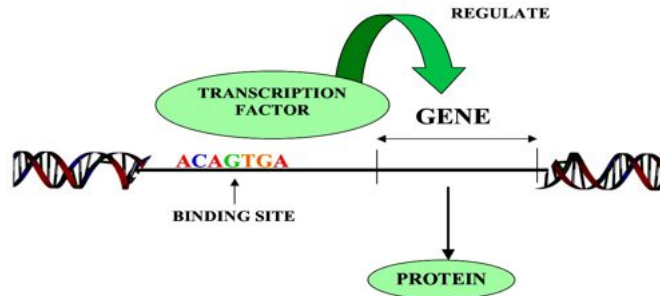 REGULATE
TRANSCRIPTION
FACTOR
GENE
ACAGTGA
BINDING SITE
PROTEIN